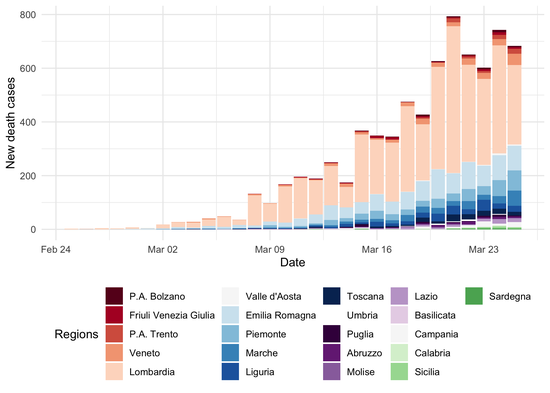 800
600
400
200
0
New death cases
Feb 24 Mar 02 Mar 09 Mar 16 Mar 23
Date
Regions
P.A. Bolzano Valle d'Aosta Toscana Lazio Sardegna
Friuli Venezia Giulia Emilia Romagna Umbria Basilicata
P.A. Trento Piemonte Puglia Campania
Veneto Marche Abruzzo Calabria
Lombardia Liguria Molise Sicilia